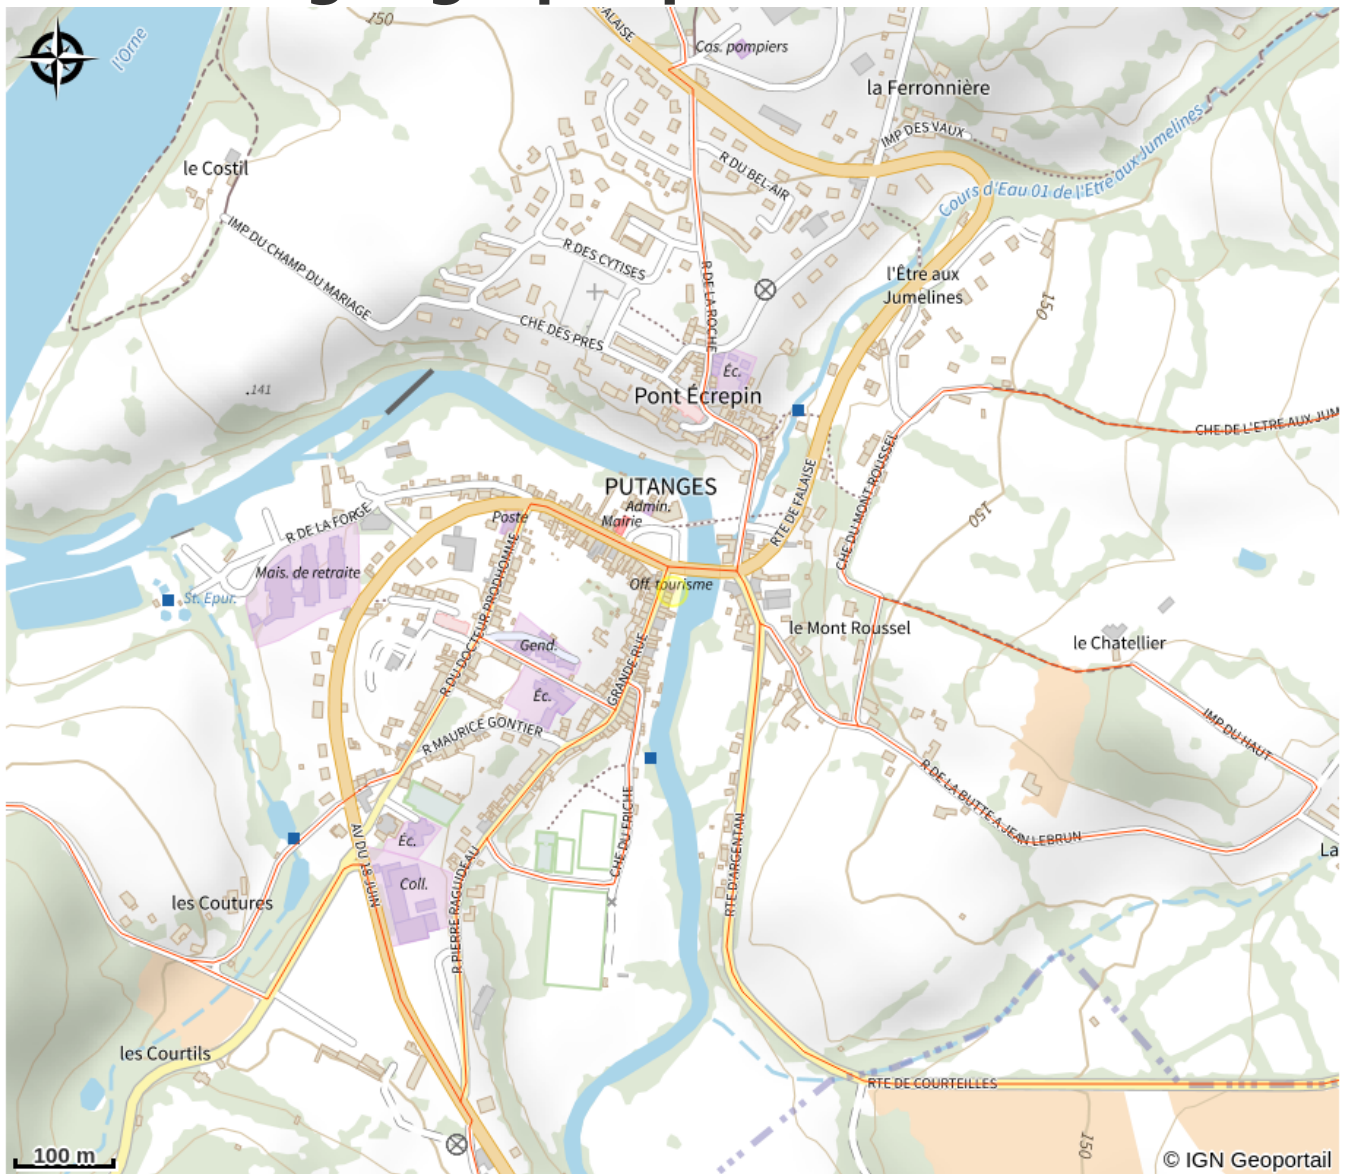 750
l'Orne
ALAISE
Cas. pompiers
la Ferronnière
IMP DES VAUX
le Costil
R DU BEL-AIR
Cours d'Eau 01 de l'Etre aux Jumelines
IMP DU CHAMP DU MARIAGE
R DES CYTISES
l'Être aux
Jumelines
R DE LA ROCHE
150
CHE DES PRES
Éc.
.141
Pont Écrepin
CHE DE L'ETRE AUX JUM
CHE DU MONT ROUSSEL
PUTANGES
Admin.
Poste
Mairie
RTE DE FALAISE
150
R DE LA FORGE
Mais. de retraite
Off. tourisme
St. Epur.
R DU DOCTEUR PRODHOMME
le Mont Roussel
le Chatellier
Gend.
GRANDE RUE
Éc.
R MAURICE GONTIER
IMP DU HAUT
R DE LA BUTTE A JEAN LEBRUN
CHE DU FRICHE
RTE D'ARGENTAN
AV DU 18 JUIN
Éc.
La
Coll.
les Coutures
R PIERRE RAGUIDEAU
les Courtils
RTE DE COURTEILLES
150
100 m
© IGN Geoportail